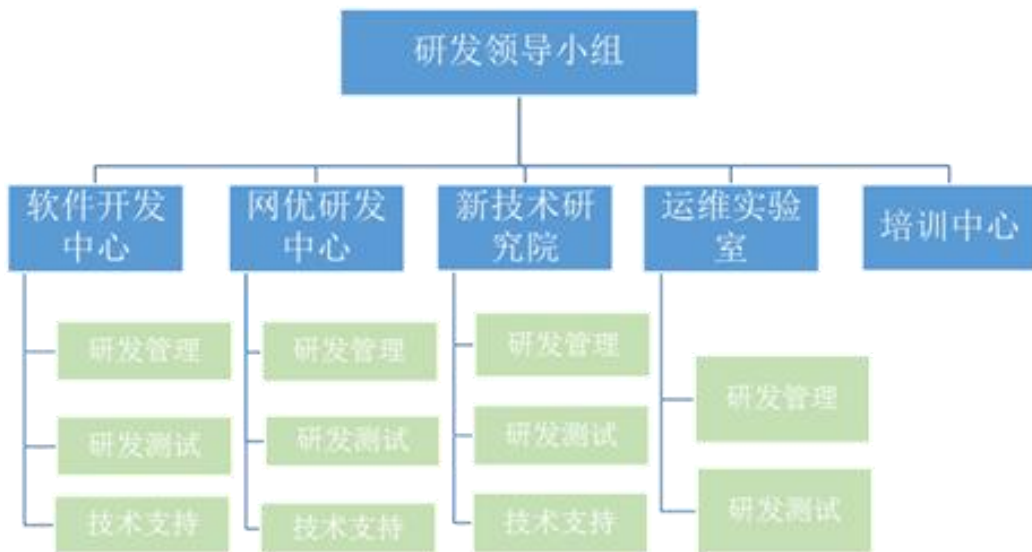 研发领导小组
软件开发
中心
网优研发
中心
新技术研
究院
运维实验
室
培训中心
研发管理
研发测试
技术支持
研发管理
研发测试
技术支持
研发管理
研发测试
技术支持
研发管理
研发测试